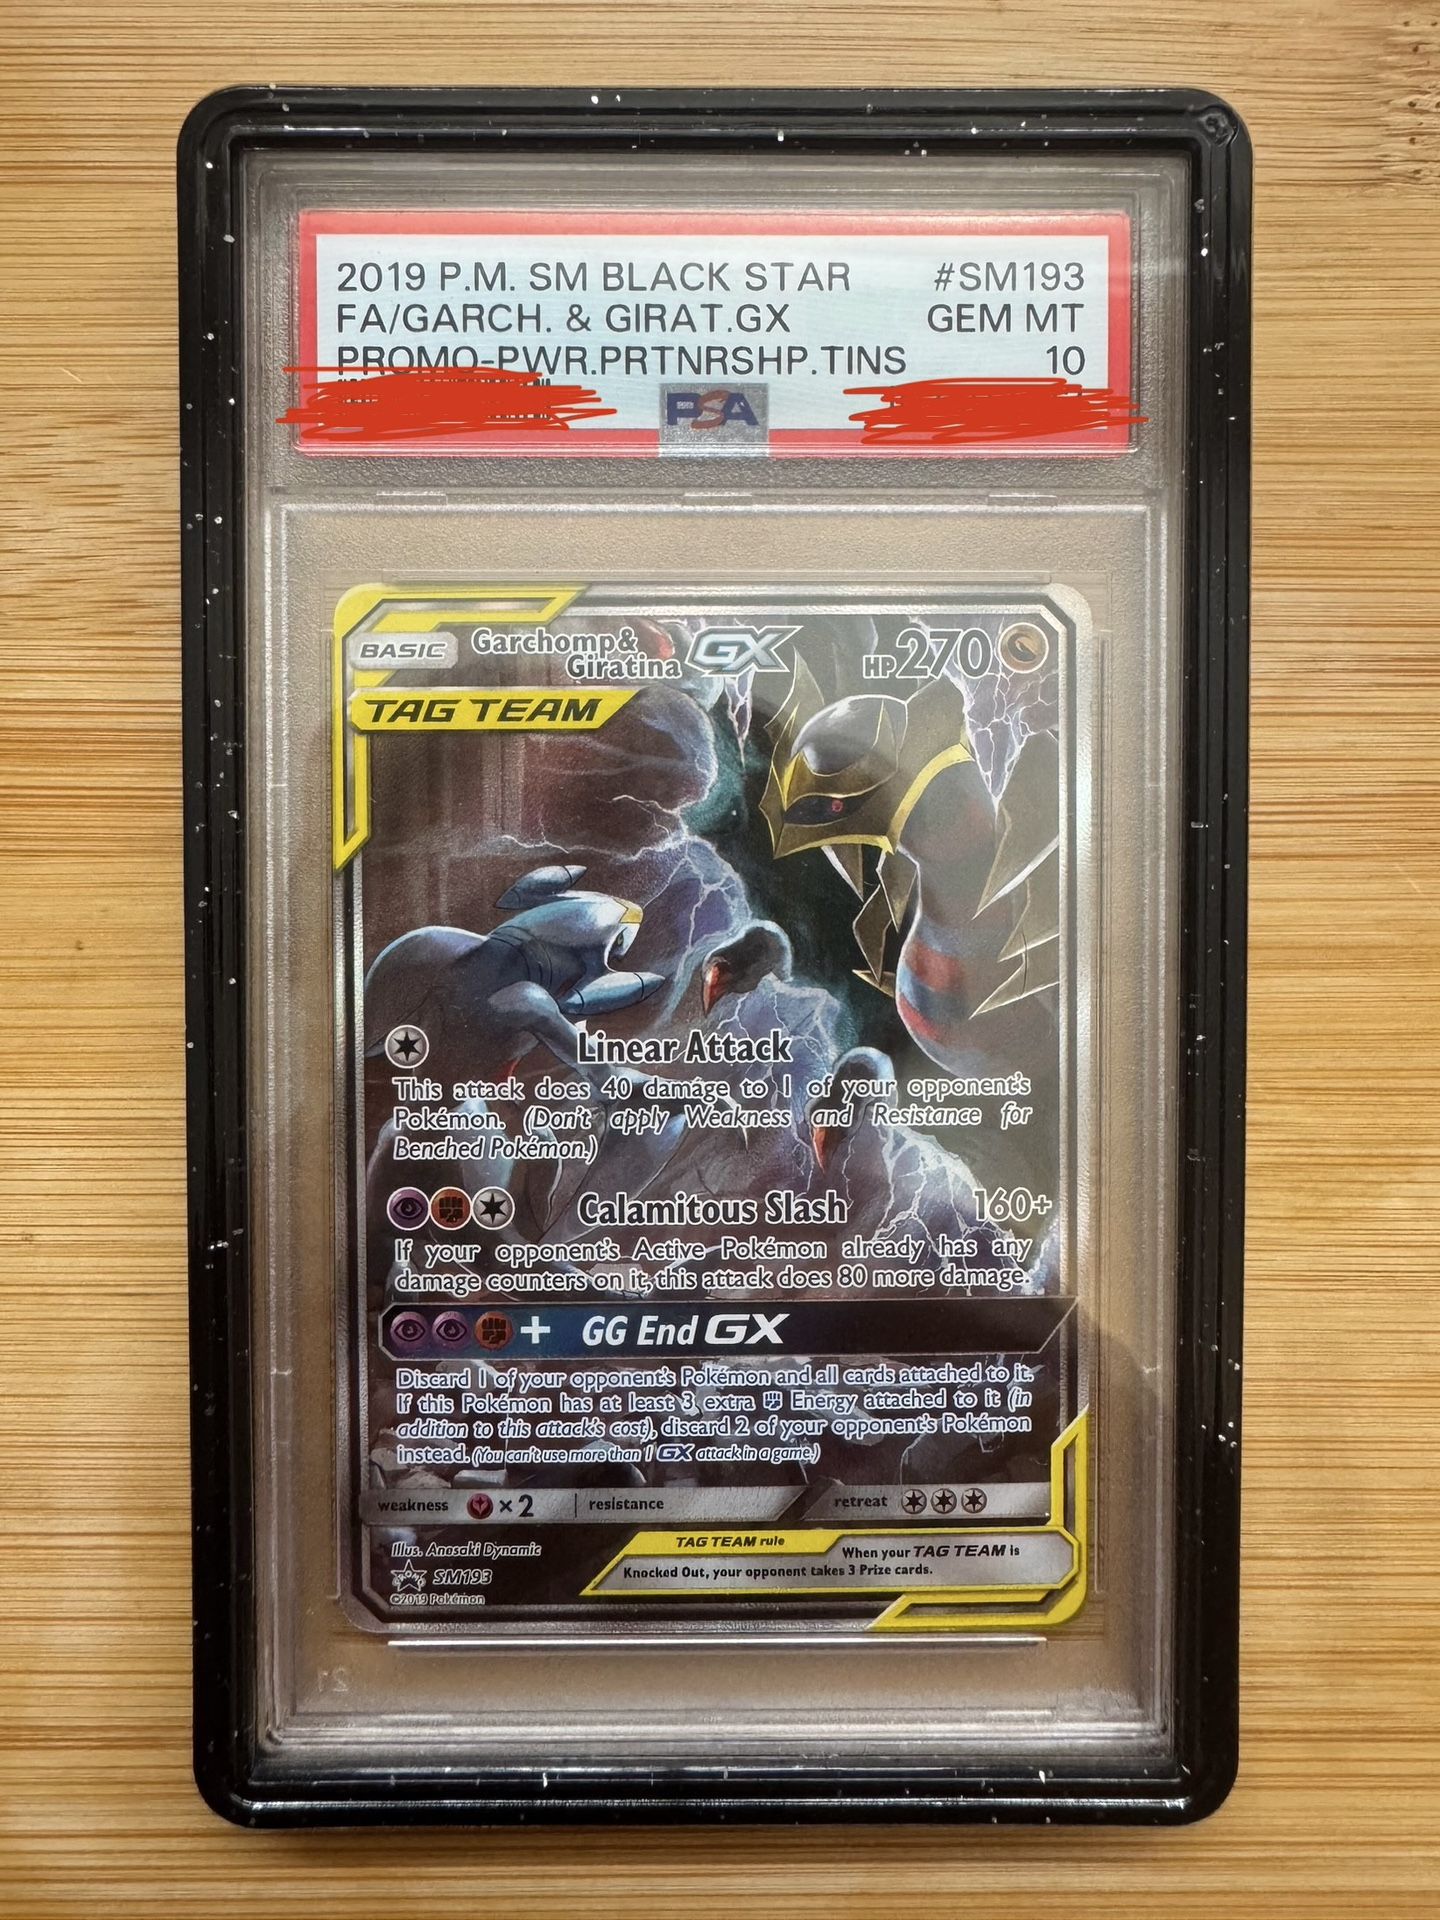 2019 P.M. SM BLACK STAR #SM193
FA/GARCH. & GIRAT.GX GEM MT
PROMO-PWR.PRTNRSHP.TINS 10
PSA
BASIC Garchomp& Giratina GX HP270
TAG TEAM
Linear Attack
This attack does 40 damage to 1 of your opponent's
Pokémon. (Don't apply Weakness and Resistance for
Benched Pokémon.)
Calamitous Slash 160+
If your opponent's Active Pokémon already has any
damage counters on it, this attack does 80 more damage.
+ GG End GX
Discard 1 of your opponent's Pokémon and all cards attached to it.
If this Pokémon has at least 3 extra Energy attached to it (in
addition to this attack's cost), discard 2 of your opponent's Pokémon
instead. (You can't use more than 1 GX attack in a game.)
weakness ×2 resistance retreat
TAG TEAM rule When your TAG TEAM is
Knocked Out, your opponent takes 3 Prize cards.
Illus. Anesaki Dynamic
PROMO SM193
©2019 Pokémon